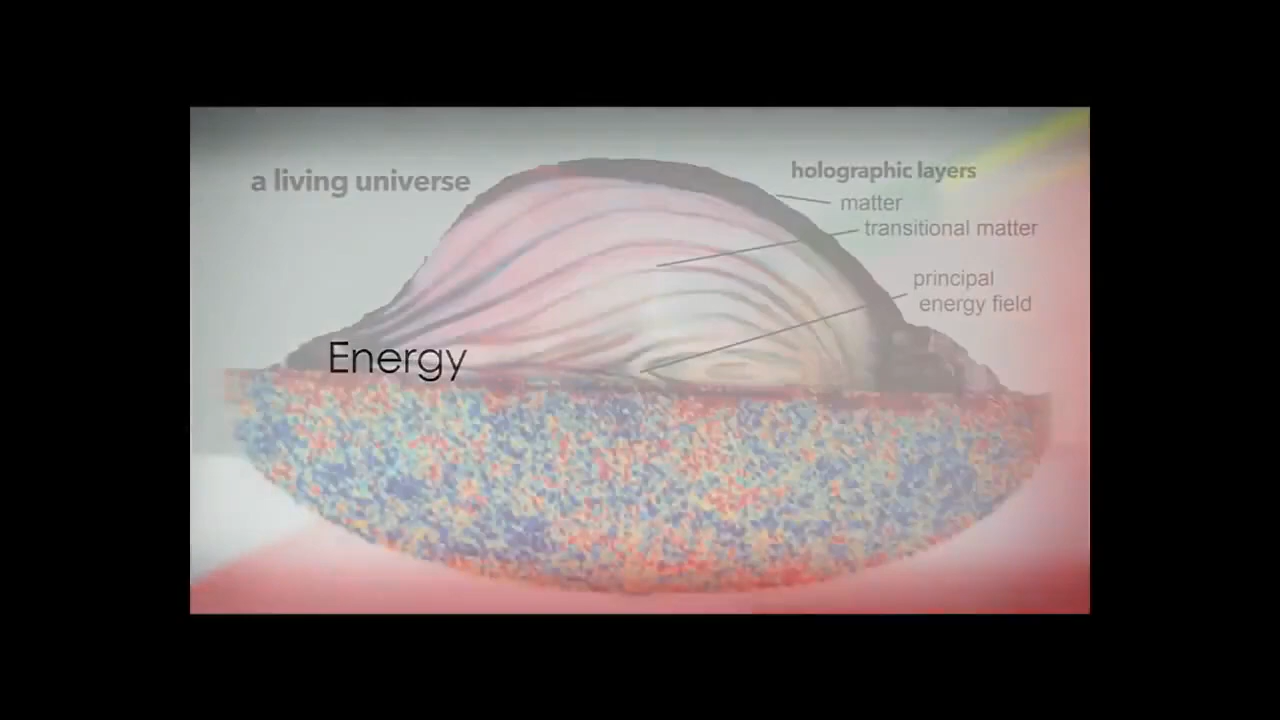 a living universe
holographic layers
matter
transitional matter
principal
energy field
Energy